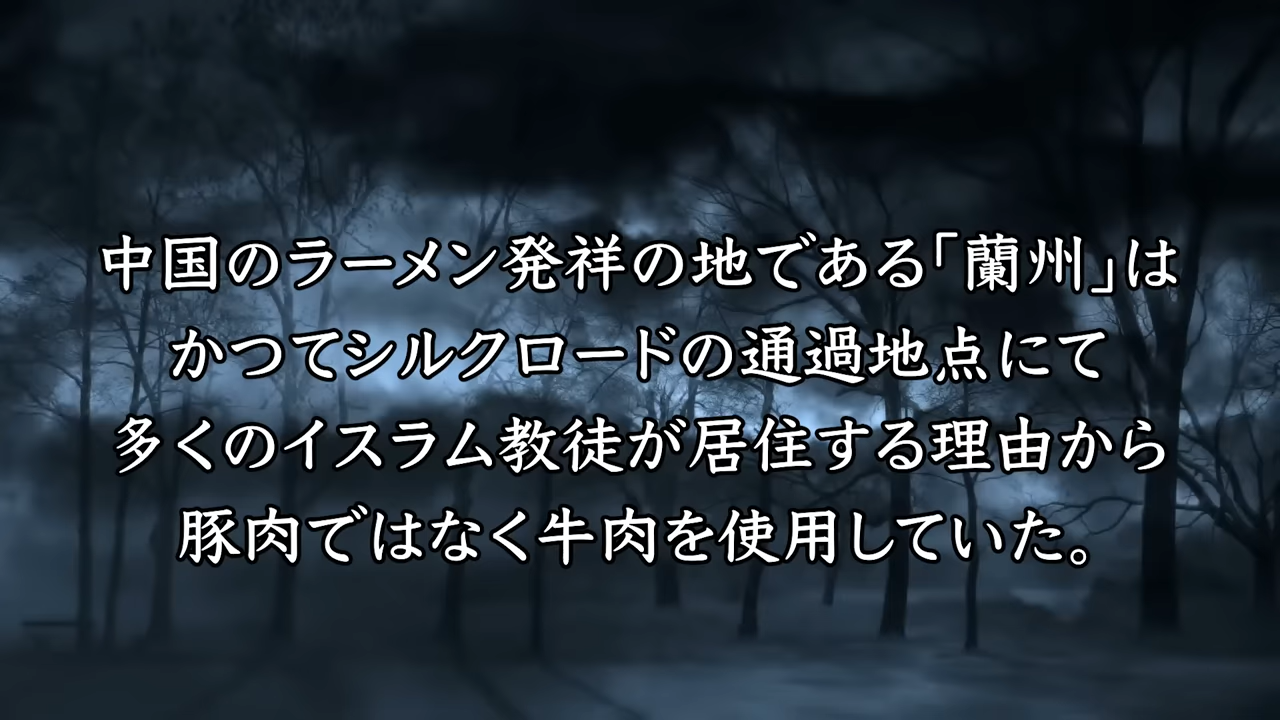 中国のラーメン発祥の地である「蘭州」は
かつてシルクロードの通過地点にて
多くのイスラム教徒が居住する理由から
豚肉ではなく牛肉を使用していた。